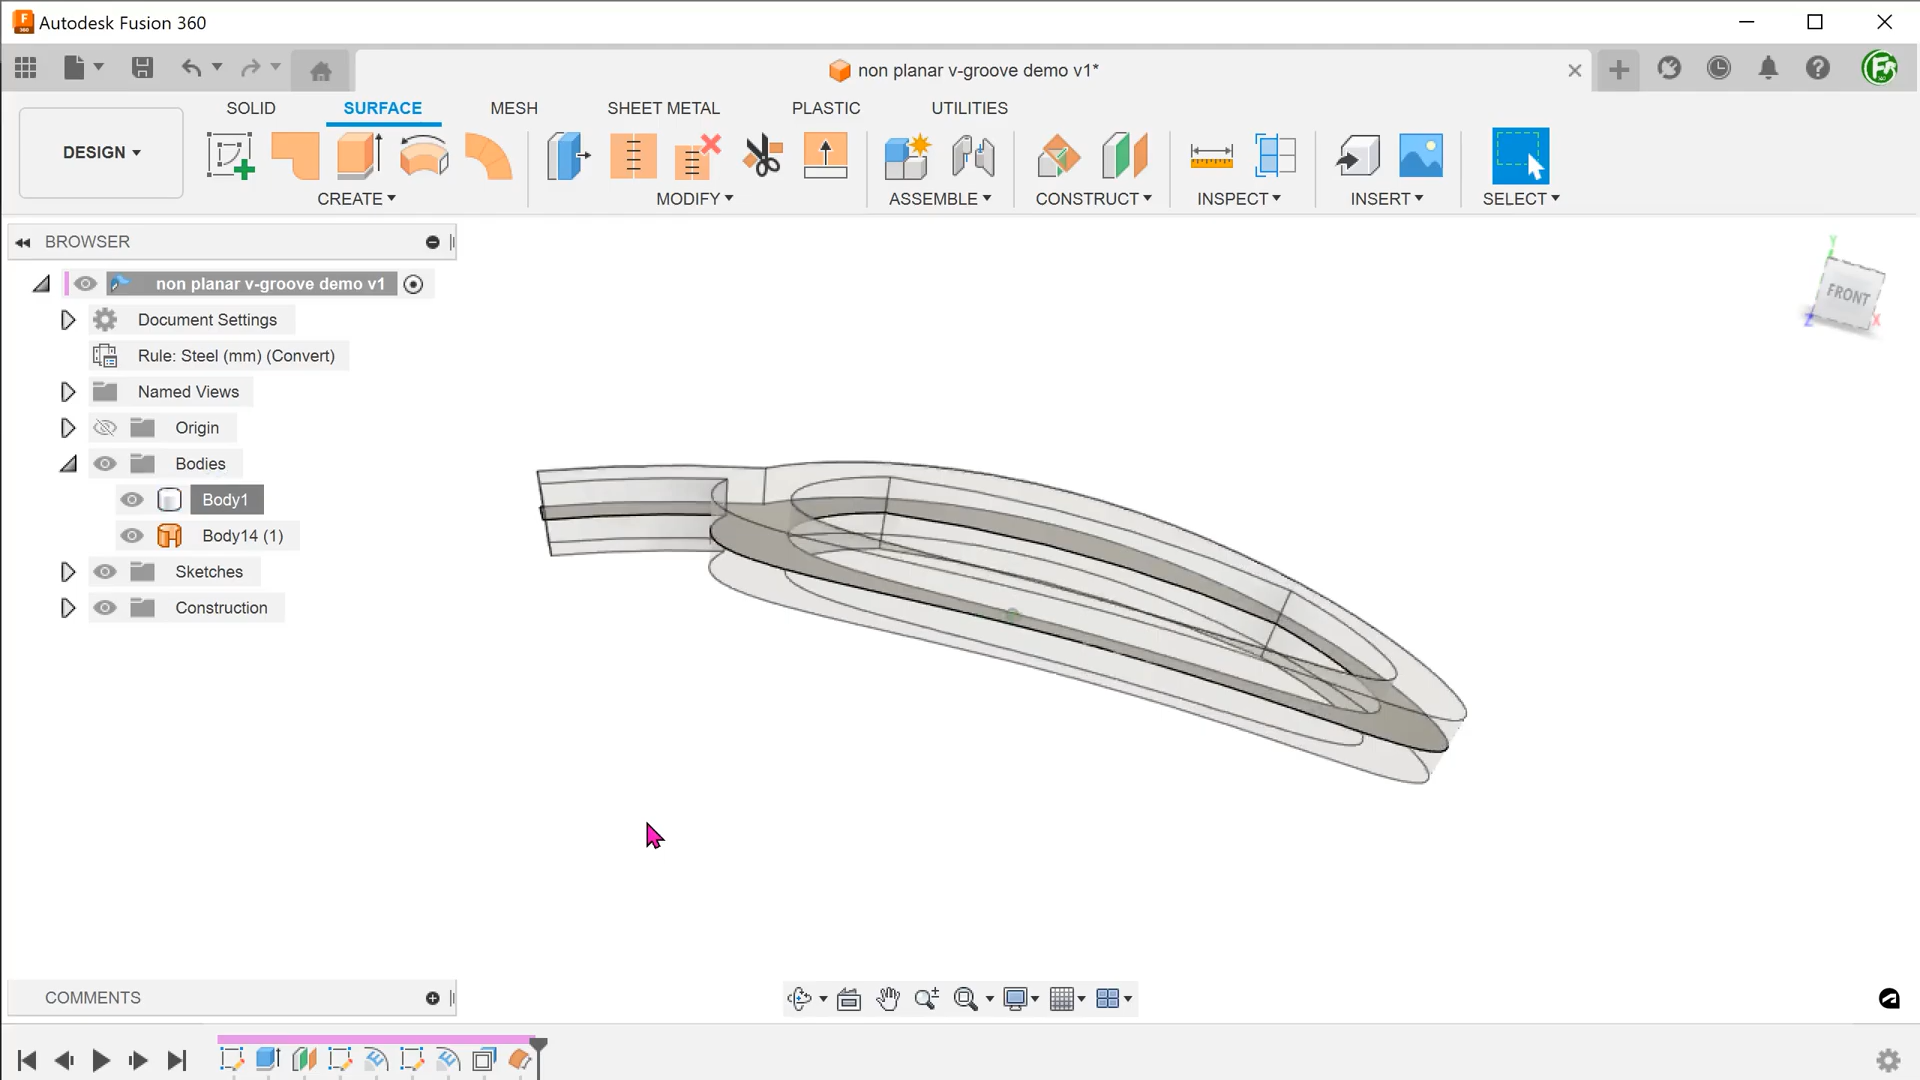 Autodesk Fusion 360
non planar v-groove demo v1*
SOLID SURFACE MESH SHEET METAL PLASTIC UTILITIES
DESIGN
CREATE MODIFY ASSEMBLE CONSTRUCT INSPECT INSERT SELECT
BROWSER
non planar v-groove demo v1
Document Settings
Rule: Steel (mm) (Convert)
Named Views
Origin
Bodies
Body1
Body14 (1)
Sketches
Construction
Y
FRONT
Z X
COMMENTS